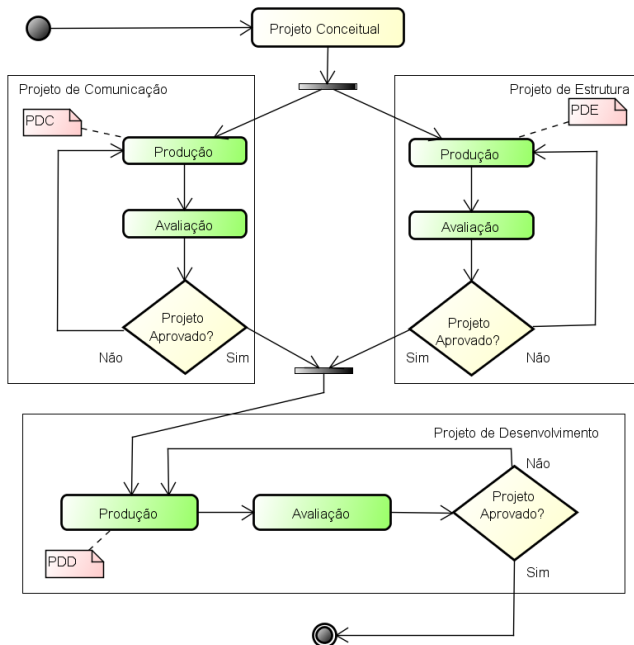 Projeto Conceitual
Projeto de Comunicação
PDC
Produção
Avaliação
Projeto
Aprovado?
Não
Sim
Projeto de Estrutura
PDE
Produção
Avaliação
Projeto
Aprovado?
Sim
Não
Projeto de Desenvolvimento
Não
Produção
Avaliação
Projeto
Aprovado?
PDD
Sim